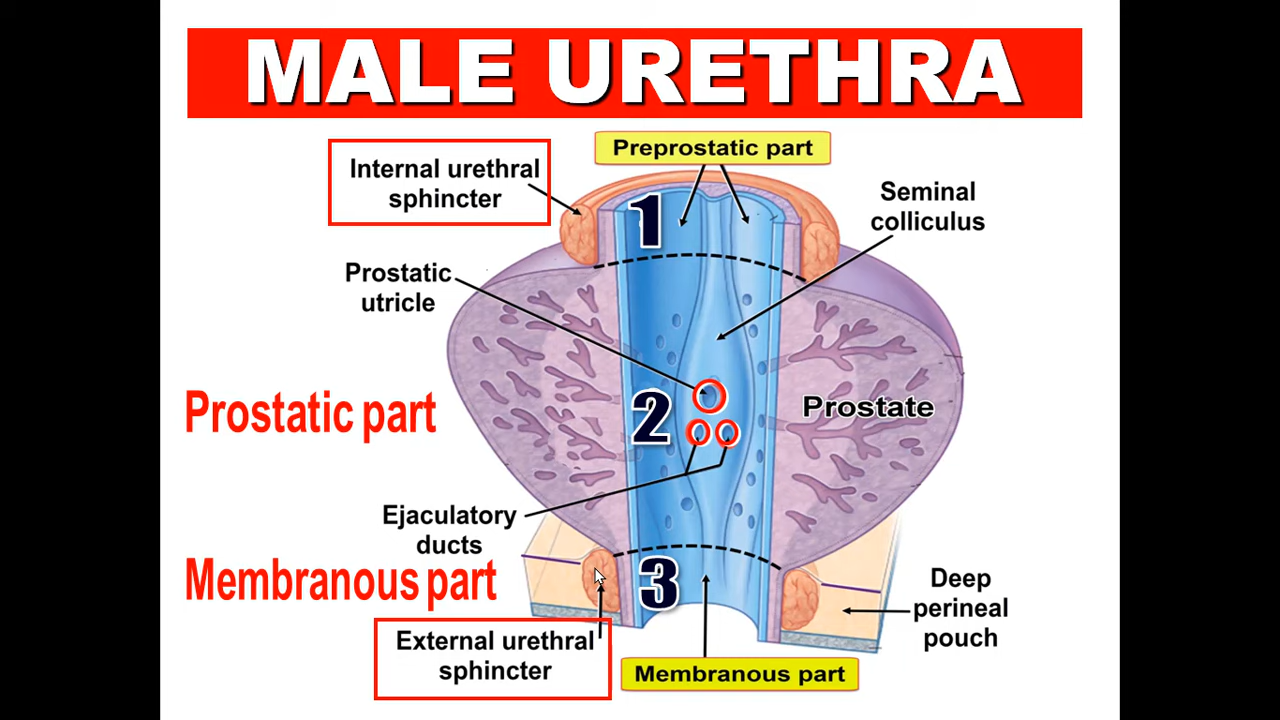 MALE URETHRA
Preprostatic part
Internal urethral
sphincter
Seminal
colliculus
1
Prostatic
utricle
Prostatic part
2
Prostate
Ejaculatory
ducts
Membranous part
3
Deep
perineal
pouch
External urethral
sphincter
Membranous part